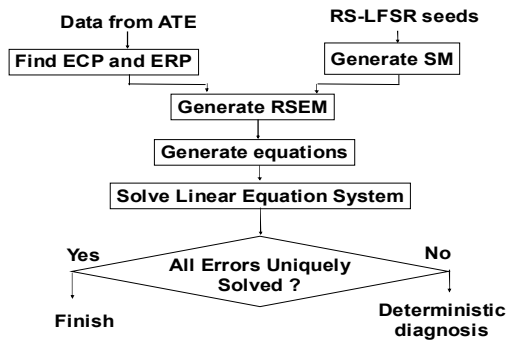 Data from ATE
RS-LFSR seeds
Find ECP and ERP
Generate SM
Generate RSEM
Generate equations
Solve Linear Equation System
Yes
No
All Errors Uniquely
Solved ?
Finish
Deterministic
diagnosis